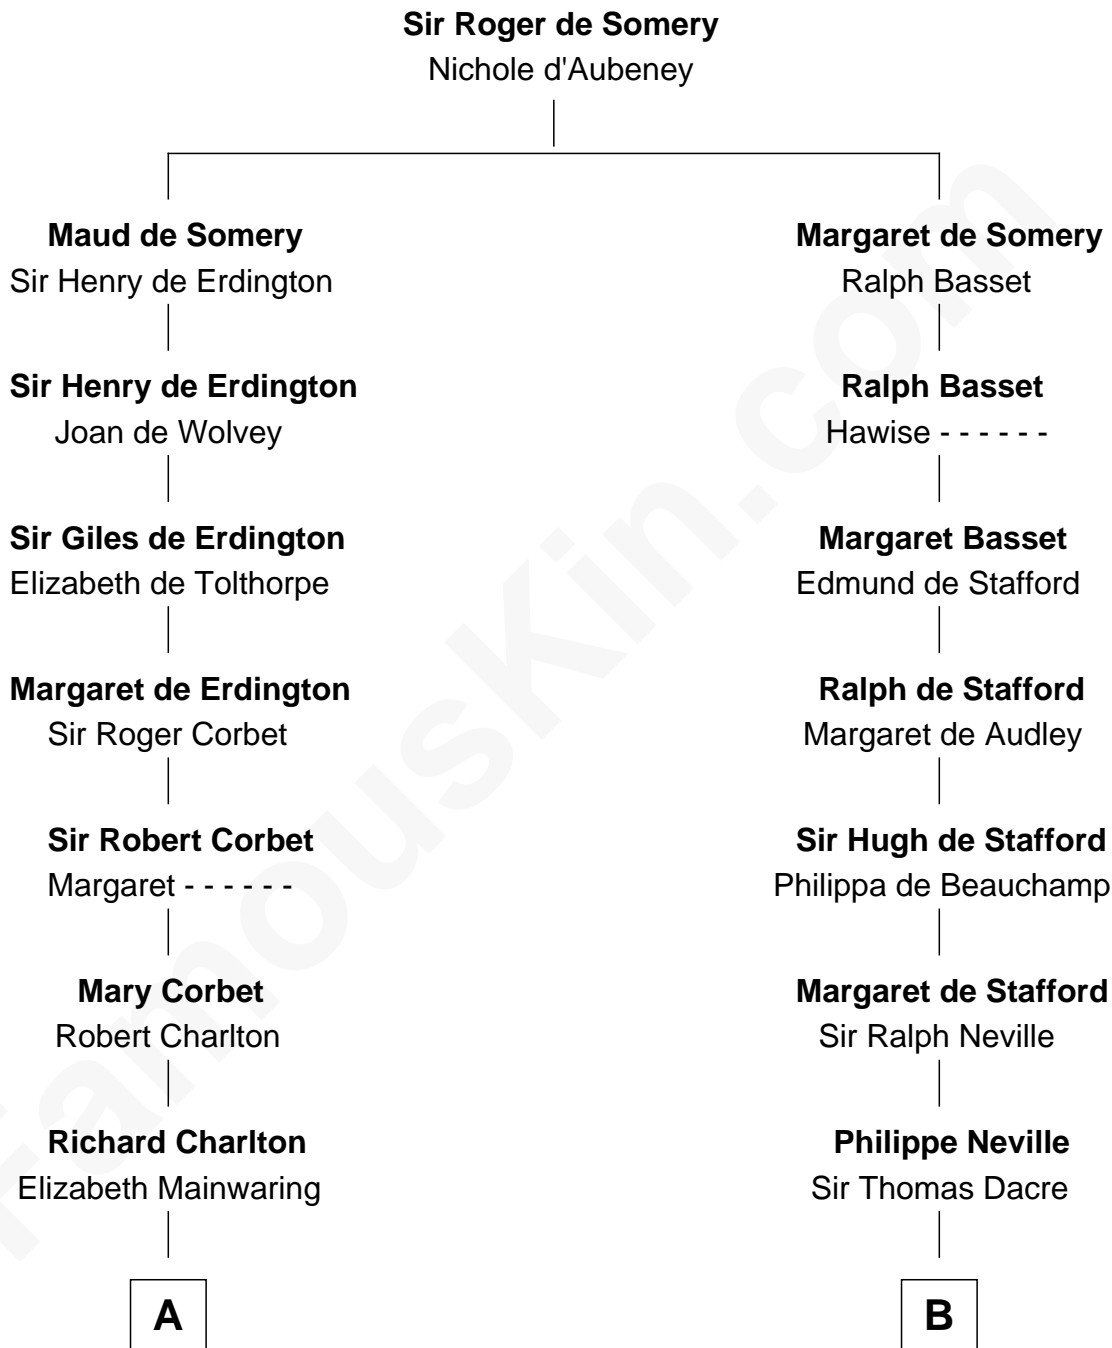 Sir Roger de Somery
Nichole d'Aubeney
Maud de Somery
Sir Henry de Erdington
Sir Henry de Erdington
Joan de Wolvey
Sir Giles de Erdington
Elizabeth de Tolthorpe
Margaret de Erdington
Sir Roger Corbet
Sir Robert Corbet
Margaret - - - - - -
Mary Corbet
Robert Charlton
Richard Charlton
Elizabeth Mainwaring
A
Margaret de Somery
Ralph Basset
Ralph Basset
Hawise - - - - - -
Margaret Basset
Edmund de Stafford
Ralph de Stafford
Margaret de Audley
Sir Hugh de Stafford
Philippa de Beauchamp
Margaret de Stafford
Sir Ralph Neville
Philippe Neville
Sir Thomas Dacre
B
FamousKin.com